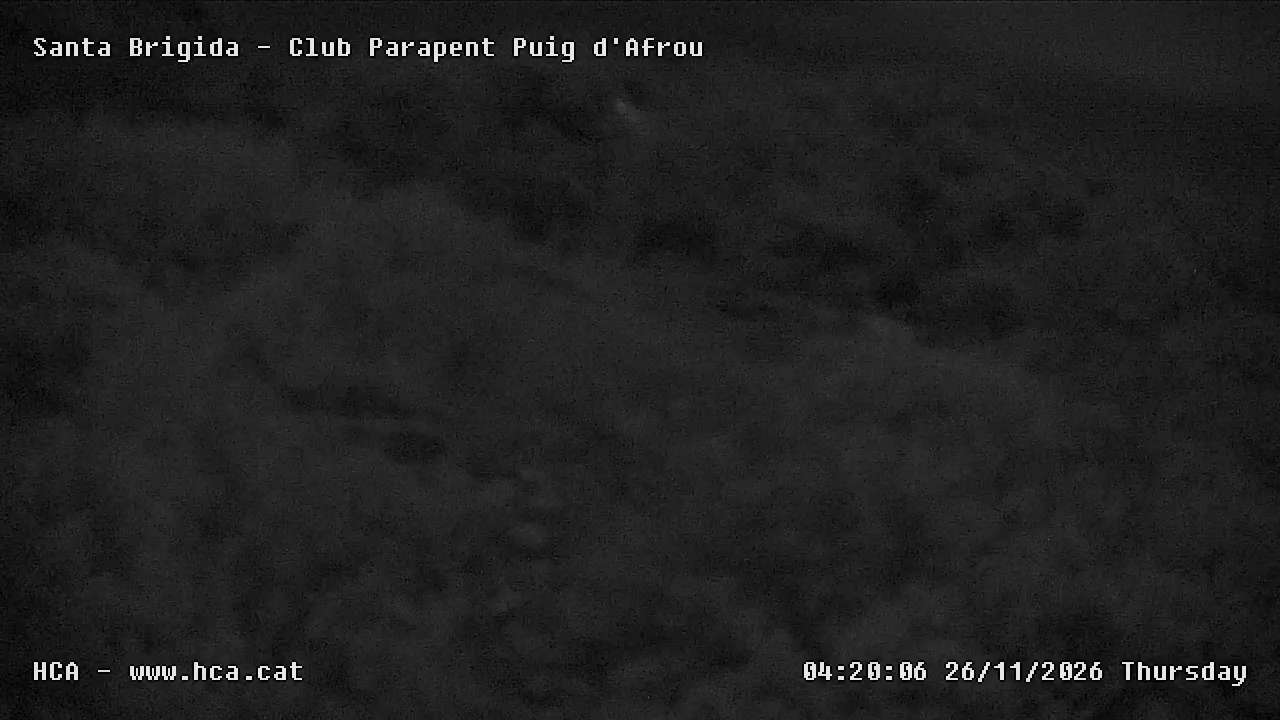 Santa Brigida - Club Parapent Puig d'Afrou
HCA - www.hca.cat
04:20:06 26/11/2026 Thursday